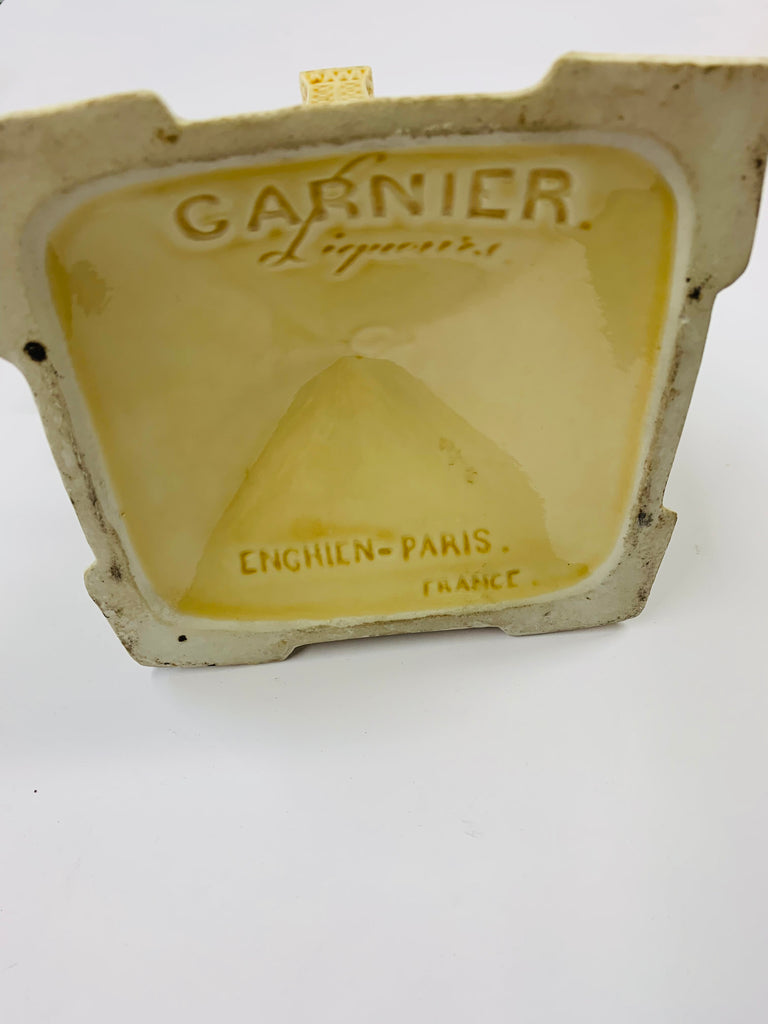 GARNIER.
Liqueurs.
ENGHIEN-PARIS.
FRANCE.